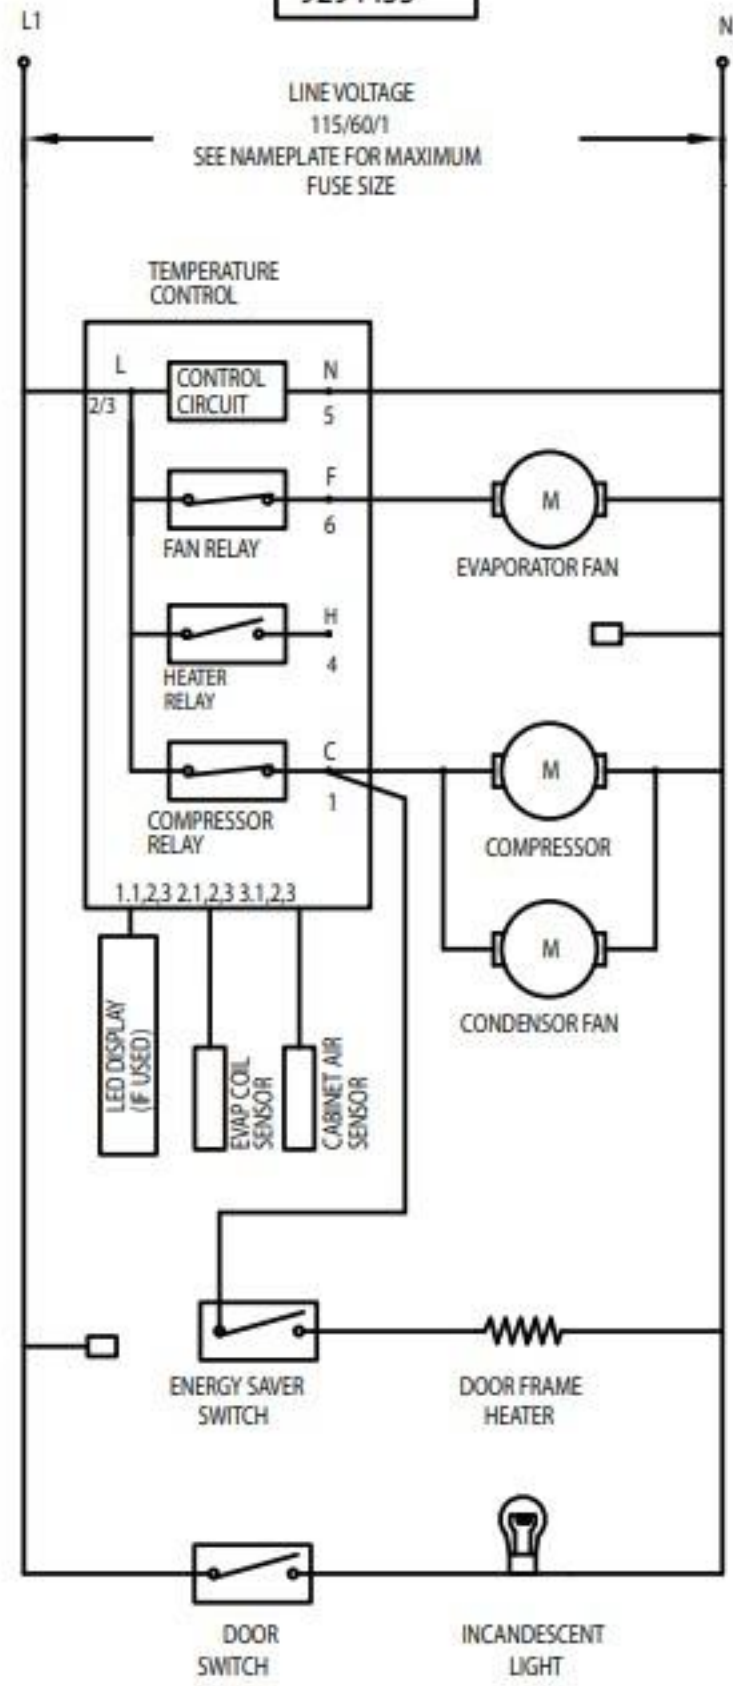 L1
N
LINE VOLTAGE
115/60/1
SEE NAMEPLATE FOR MAXIMUM
FUSE SIZE
TEMPERATURE
CONTROL
L
CONTROL
CIRCUIT
N
2/3
5
F
6
FAN RELAY
M
EVAPORATOR FAN
H
4
HEATER
RELAY
C
1
COMPRESSOR
RELAY
M
COMPRESSOR
1.1,2,3 2.1,2,3 3.1,2,3
M
CONDENSOR FAN
LED DISPLAY
(IF USED)
EVAP COIL
SENSOR
CABINET AIR
SENSOR
ENERGY SAVER
SWITCH
DOOR FRAME
HEATER
DOOR
SWITCH
INCANDESCENT
LIGHT